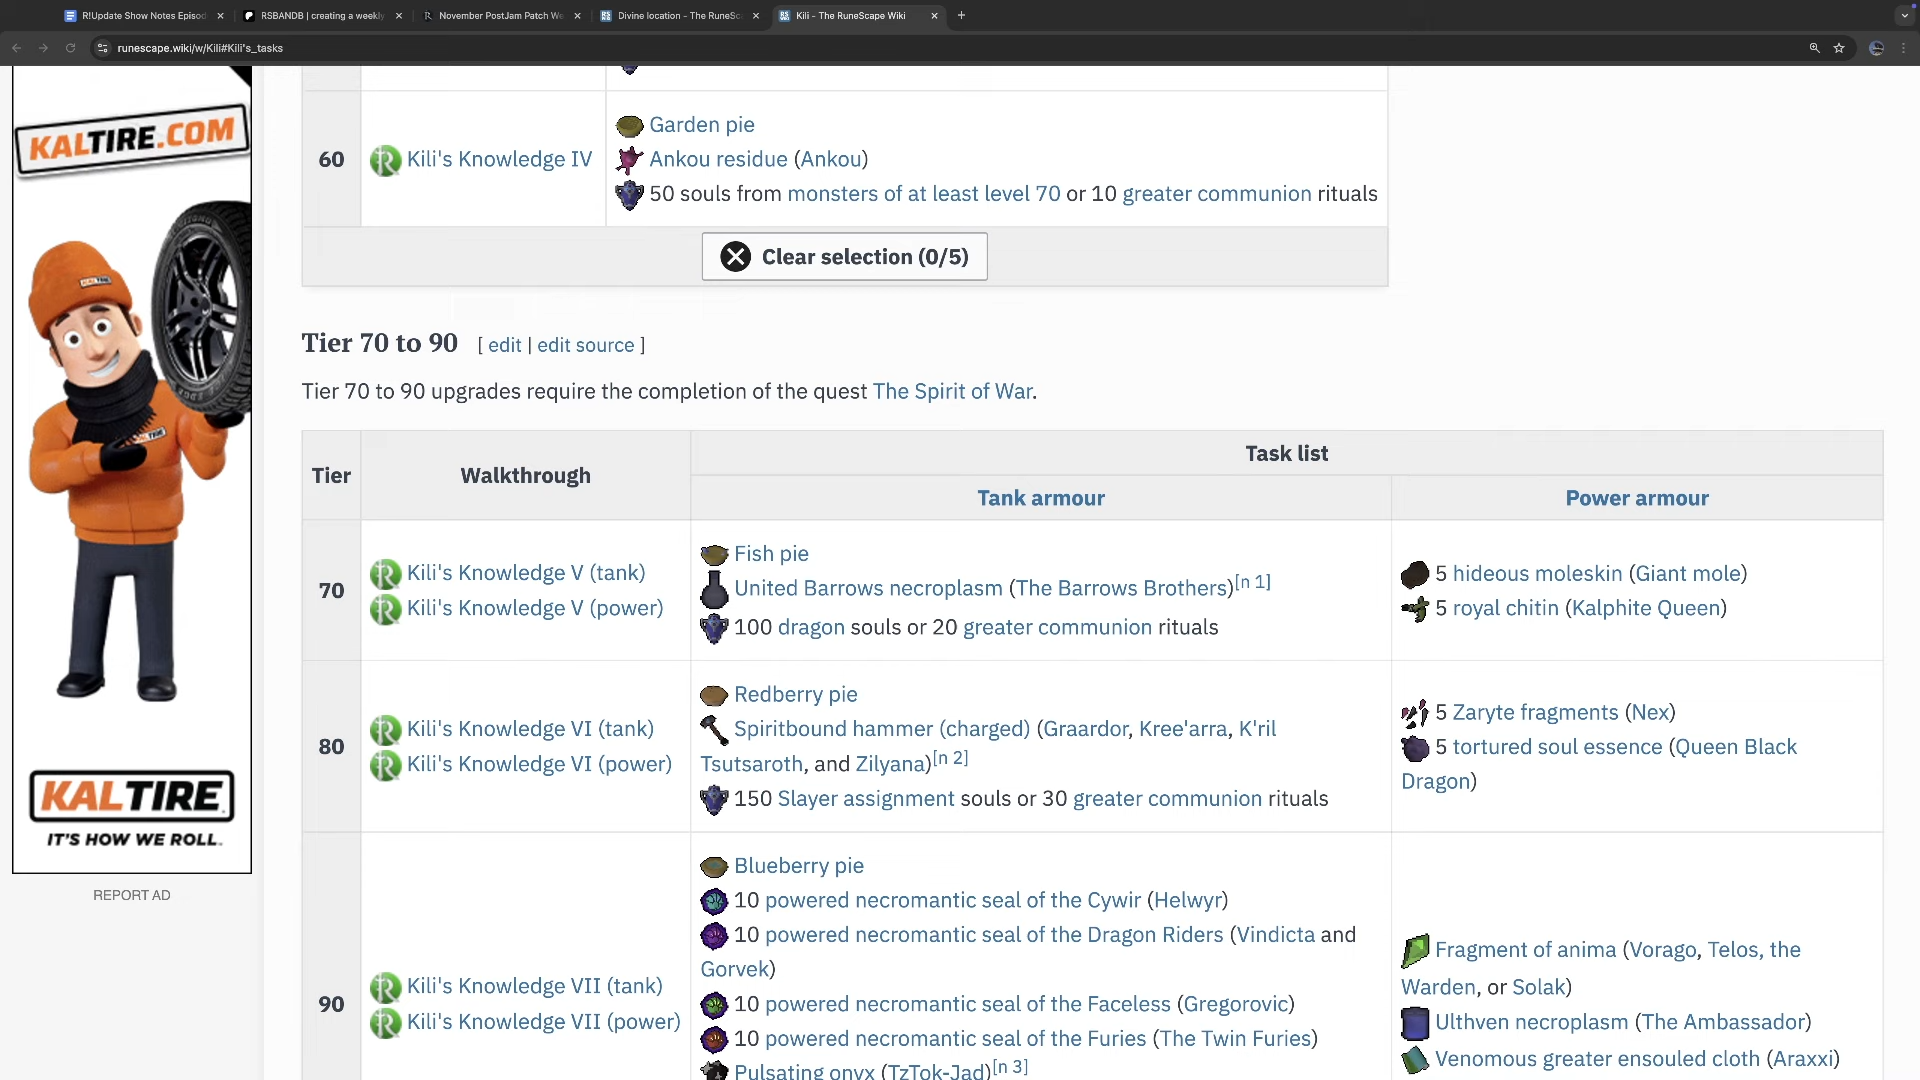 R!Update Show Notes Episod
RSBANDB | creating a weekly
November PostJam Patch We
Divine location - The RuneSc
Kili - The RuneScape Wiki
runescape.wiki/w/Kili#Kili's_tasks
KALTIRE.COM
KALTIRE
KALTIRE
KALTIRE
IT'S HOW WE ROLL.
REPORT AD
60
Kili's Knowledge IV
Garden pie
Ankou residue (Ankou)
50 souls from monsters of at least level 70 or 10 greater communion rituals
Clear selection (0/5)
Tier 70 to 90 [ edit | edit source ]
Tier 70 to 90 upgrades require the completion of the quest The Spirit of War.
Tier
Walkthrough
Task list
Tank armour
Power armour
70
Kili's Knowledge V (tank)
Kili's Knowledge V (power)
Fish pie
United Barrows necroplasm (The Barrows Brothers)[n 1]
100 dragon souls or 20 greater communion rituals
5 hideous moleskin (Giant mole)
5 royal chitin (Kalphite Queen)
80
Kili's Knowledge VI (tank)
Kili's Knowledge VI (power)
Redberry pie
Spiritbound hammer (charged) (Graardor, Kree'arra, K'ril
Tsutsaroth, and Zilyana)[n 2]
150 Slayer assignment souls or 30 greater communion rituals
5 Zaryte fragments (Nex)
5 tortured soul essence (Queen Black
Dragon)
90
Kili's Knowledge VII (tank)
Kili's Knowledge VII (power)
Blueberry pie
10 powered necromantic seal of the Cywir (Helwyr)
10 powered necromantic seal of the Dragon Riders (Vindicta and
Gorvek)
10 powered necromantic seal of the Faceless (Gregorovic)
10 powered necromantic seal of the Furies (The Twin Furies)
Pulsating onyx (TzTok-Jad)[n 3]
Fragment of anima (Vorago, Telos, the
Warden, or Solak)
Ulthven necroplasm (The Ambassador)
Venomous greater ensouled cloth (Araxxi)